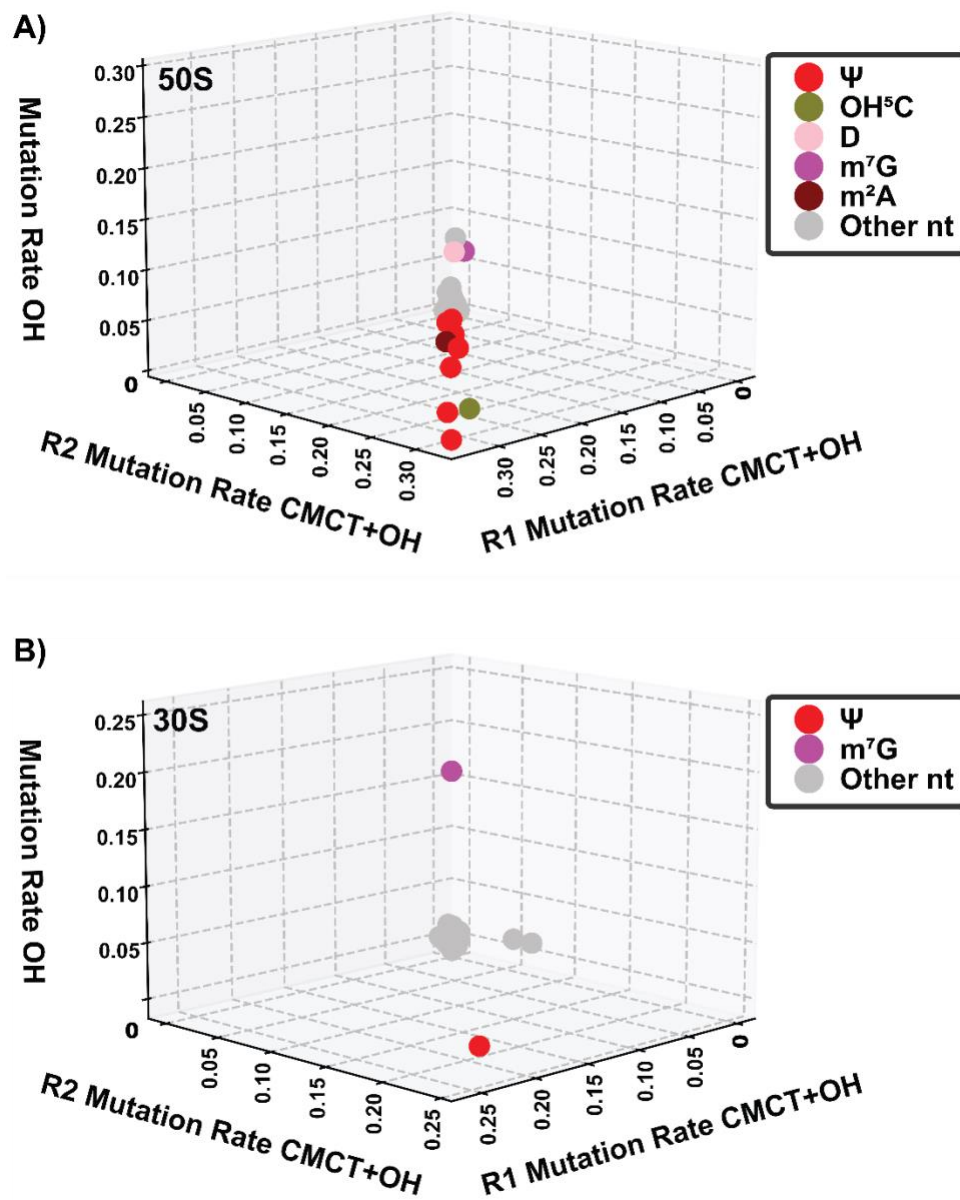 A)
50S
Mutation Rate OH
0.30
0.25
0.20
0.15
0.10
0.05
0
0.05
0.10
0.15
0.20
0.25
0.30
R2 Mutation Rate CMCT+OH
0.30
0.25
0.20
0.15
0.10
0.05
0
R1 Mutation Rate CMCT+OH
Ψ
OH⁵C
D
m⁷G
m²A
Other nt
B)
30S
Mutation Rate OH
0.25
0.20
0.15
0.10
0.05
0
0.05
0.10
0.15
0.20
0.25
R2 Mutation Rate CMCT+OH
0.25
0.20
0.15
0.10
0.05
0
R1 Mutation Rate CMCT+OH
Ψ
m⁷G
Other nt